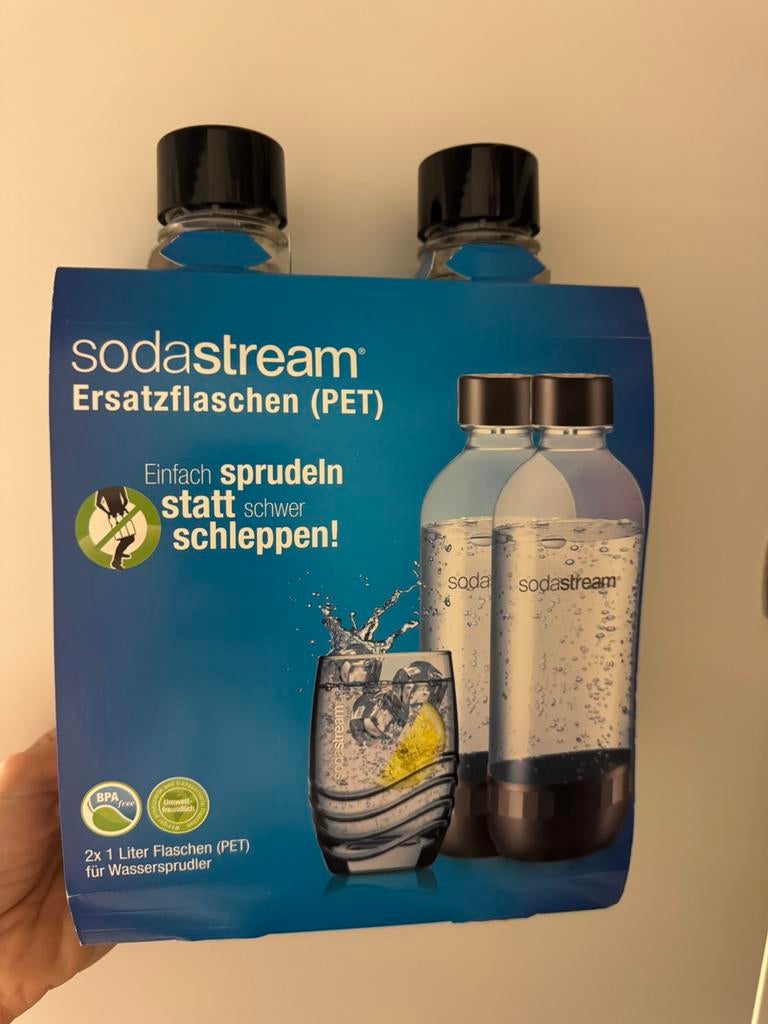 sodastream®
Ersatzflaschen (PET)
Einfach sprudeln
statt schwer
schleppen!
soda
sodastream
sodastream
BPA
free
Umwelt-
freundlich
2x 1 Liter Flaschen (PET)
für Wassersprudler